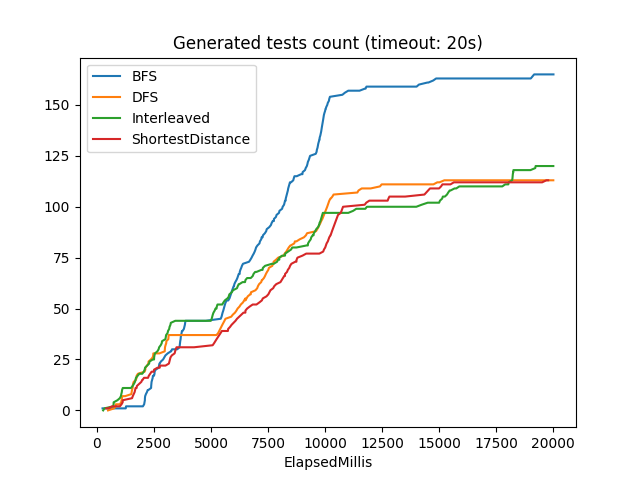 Generated tests count (timeout: 20s)
BFS
DFS
Interleaved
ShortestDistance
150
125
100
75
50
25
0
0 2500 5000 7500 10000 12500 15000 17500 20000
ElapsedMillis